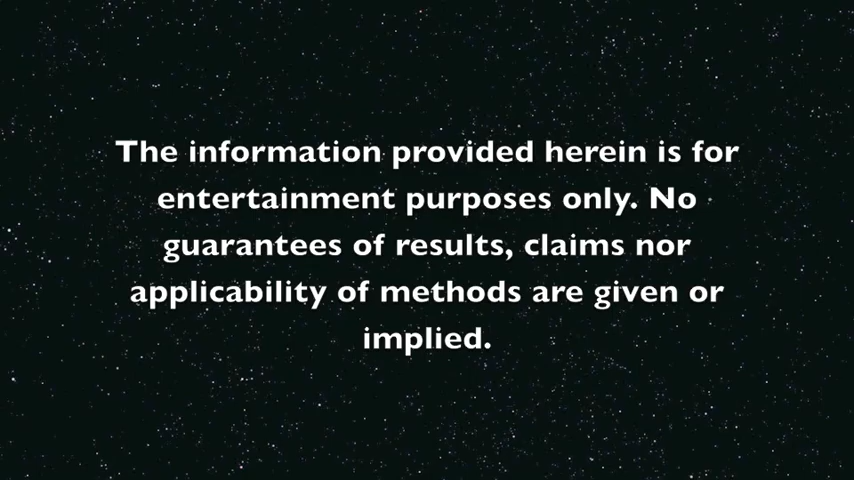 The information provided herein is for
entertainment purposes only. No
guarantees of results, claims nor
applicability of methods are given or
implied.